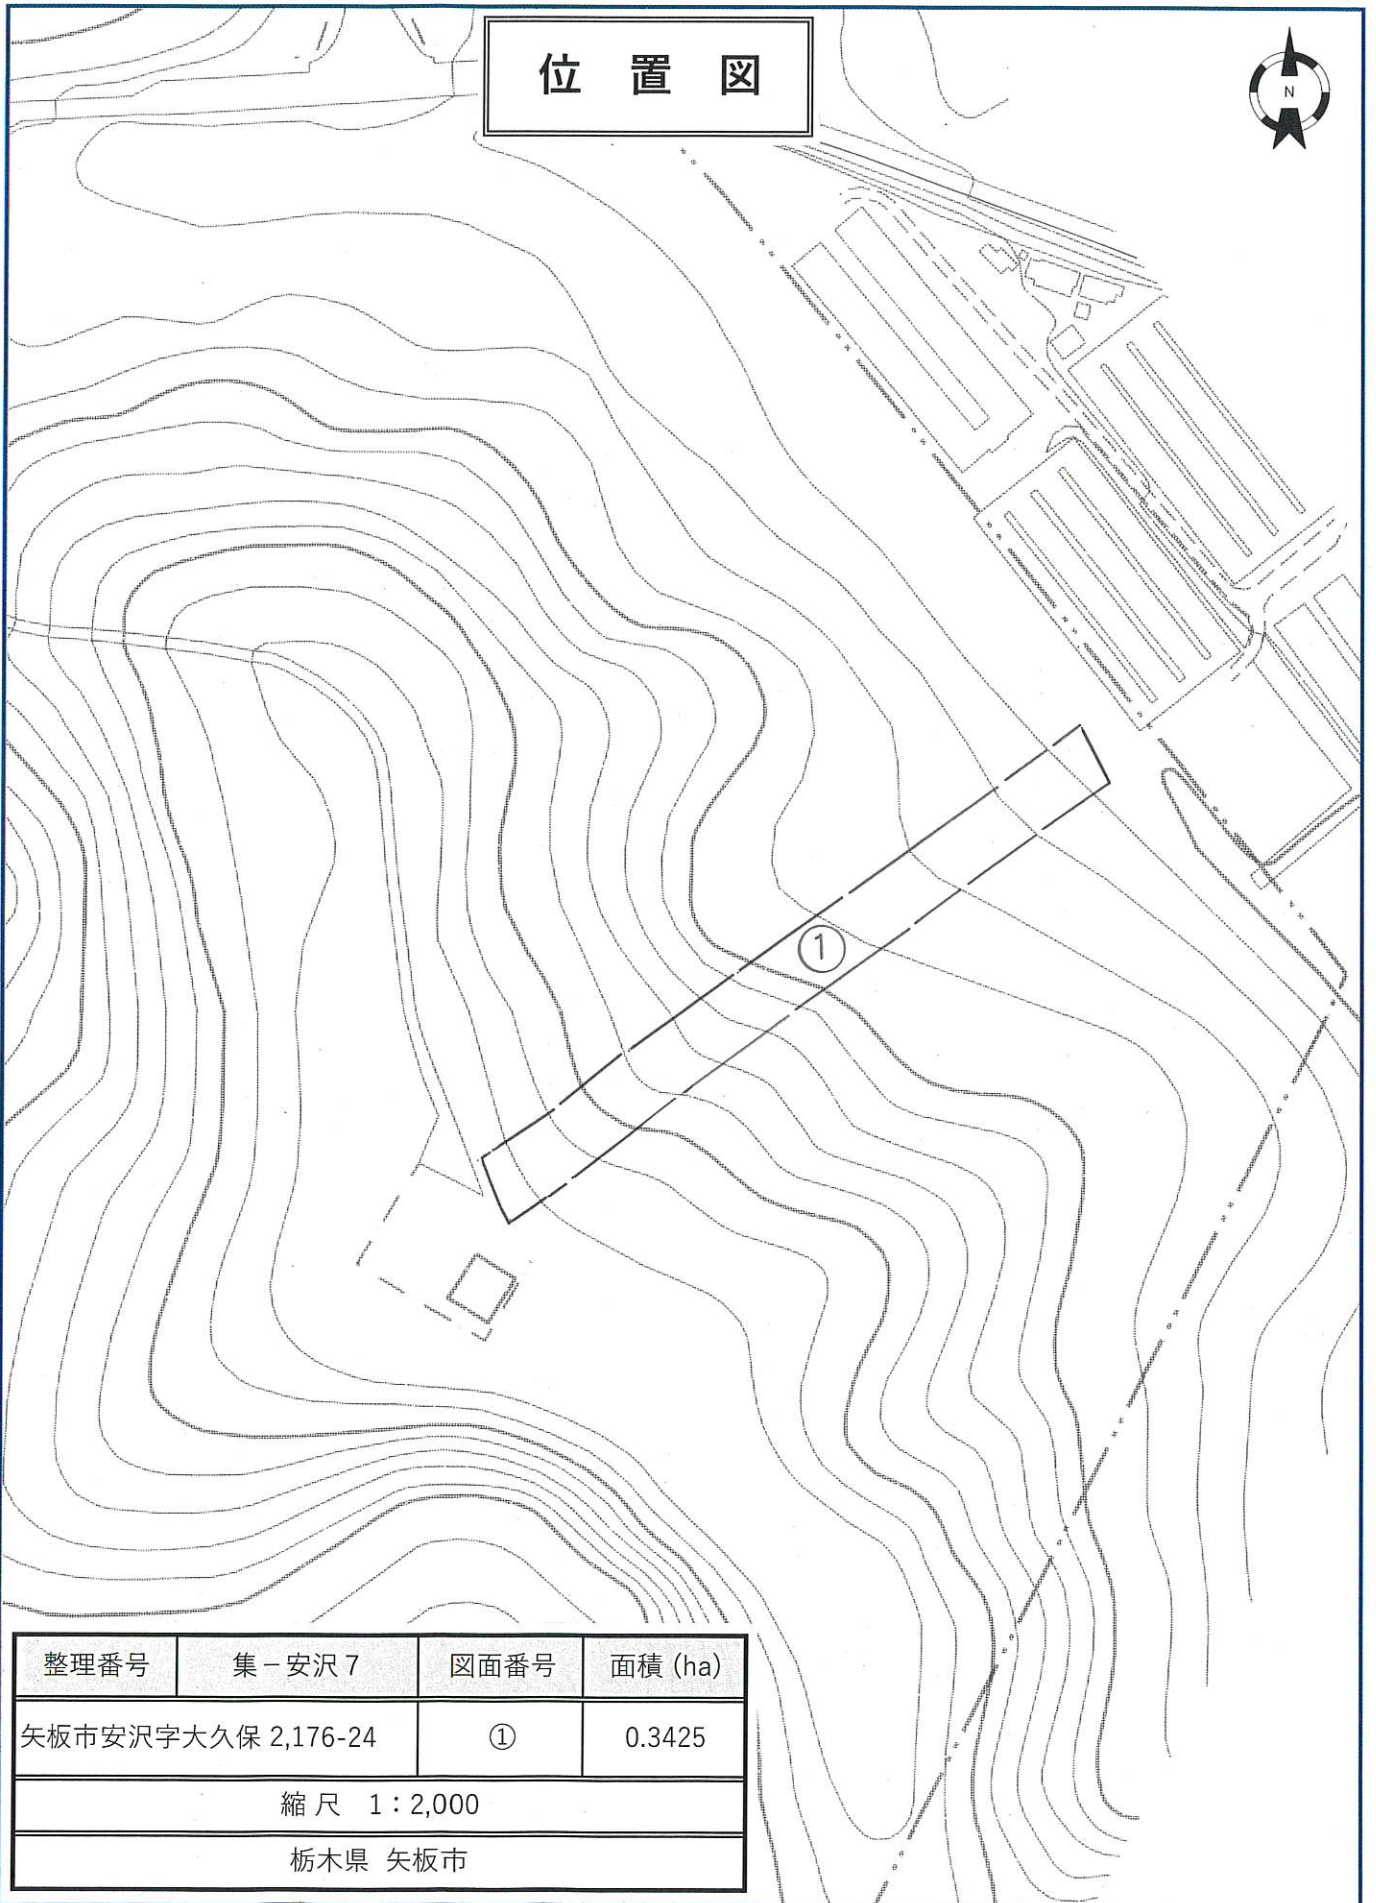 位置図
N
①
整理番号 集－安沢7 図面番号 面積(ha)
矢板市安沢字大久保 2,176-24 ① 0.3425
縮尺 1：2,000
栃木県 矢板市